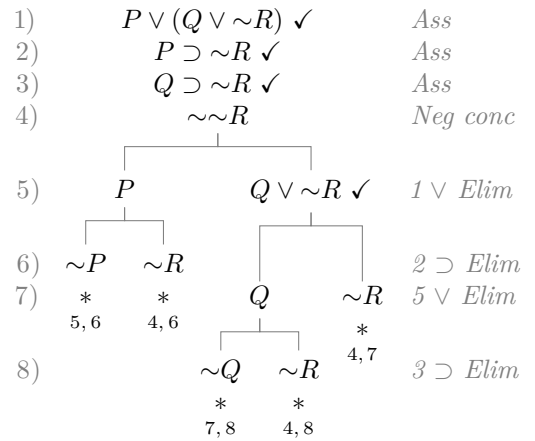 1) P ∨ (Q ∨ ∼R) ✓ Ass
2) P ⊃ ∼R ✓ Ass
3) Q ⊃ ∼R ✓ Ass
4) ∼∼R Neg conc
5) P Q ∨ ∼R ✓ 1 ∨ Elim
6) ∼P ∼R 2 ⊃ Elim
7) * * Q ∼R 5 ∨ Elim
5, 6 4, 6 *
4, 7
8) ∼Q ∼R 3 ⊃ Elim
* *
7, 8 4, 8